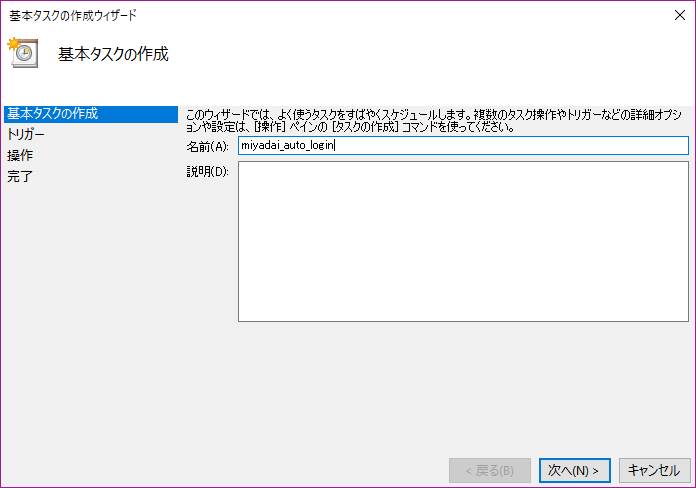 基本タスクの作成ウィザード
基本タスクの作成
基本タスクの作成
トリガー
操作
完了
このウィザードでは、よく使うタスクをすばやくスケジュールします。複数のタスク操作やトリガーなどの詳細オプシ
ョンや設定は、[操作] ペインの [タスクの作成] コマンドを使ってください。
名前(A):
miyadai_auto_login
説明(D):
< 戻る(B)
次へ(N) >
キャンセル